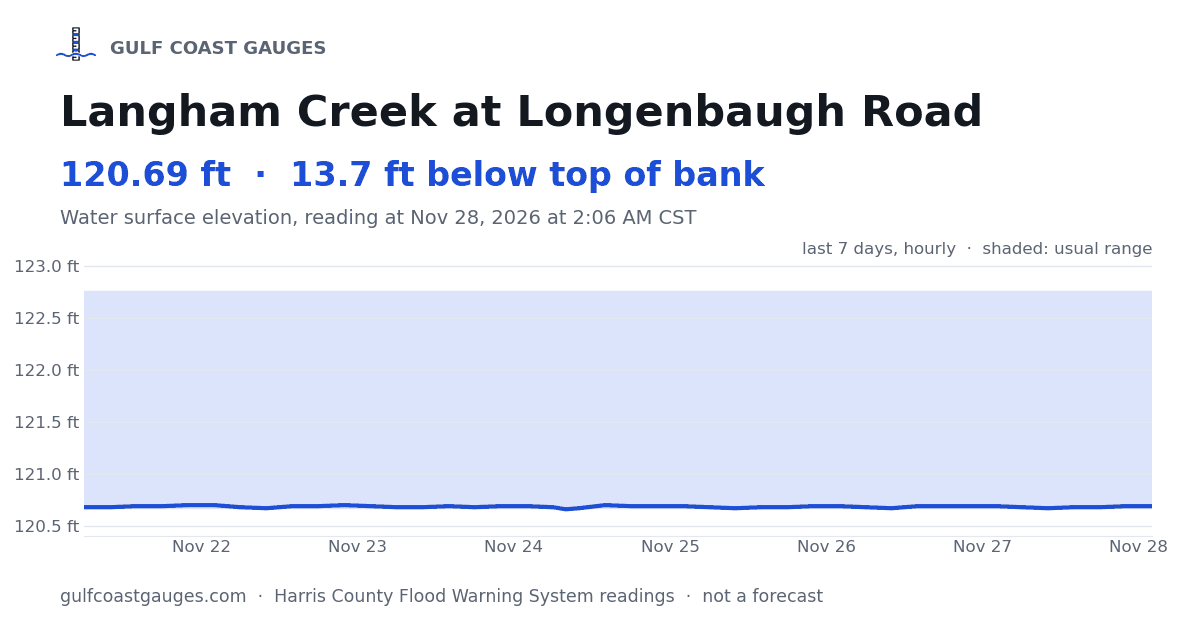 GULF COAST GAUGES
Langham Creek at Longenbaugh Road
120.69 ft · 13.7 ft below top of bank
Water surface elevation, reading at Nov 28, 2026 at 2:06 AM CST
last 7 days, hourly · shaded: usual range
123.0 ft
122.5 ft
122.0 ft
121.5 ft
121.0 ft
120.5 ft
Nov 22 Nov 23 Nov 24 Nov 25 Nov 26 Nov 27 Nov 28
gulfcoastgauges.com · Harris County Flood Warning System readings · not a forecast